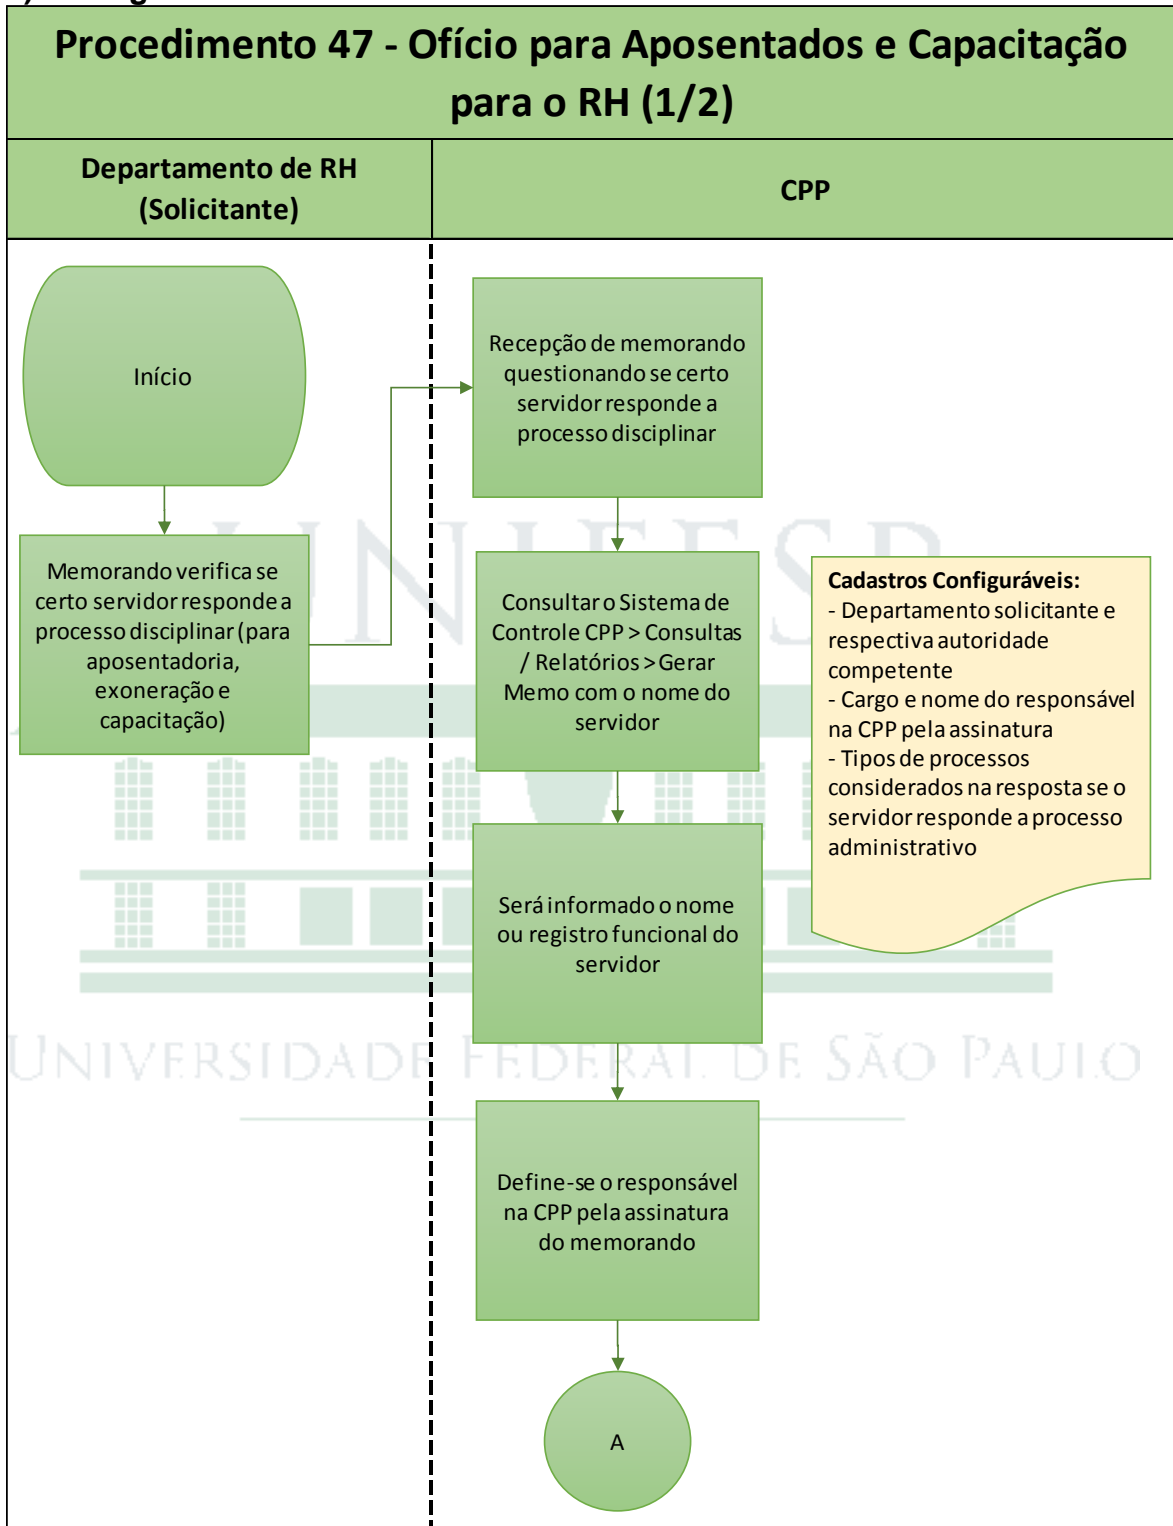 Procedimento 47 - Ofício para Aposentados e Capacitação
para o RH (1/2)
Departamento de RH
(Solicitante)
CPP
Início
Memorando verifica se
certo servidor responde a
processo disciplinar (para
aposentadoria,
exoneração e
capacitação)
Recepção de memorando
questionando se certo
servidor responde a
processo disciplinar
Consultar o Sistema de
Controle CPP > Consultas
/ Relatórios > Gerar
Memo com o nome do
servidor
Será informado o nome
ou registro funcional do
servidor
Define-se o responsável
na CPP pela assinatura
do memorando
A
Cadastros Configuráveis:
- Departamento solicitante e
respectiva autoridade
competente
- Cargo e nome do responsável
na CPP pela assinatura
- Tipos de processos
considerados na resposta se o
servidor responde a processo
administrativo
UNIFESP
UNIVERSIDADE FEDERAL DE SÃO PAULO